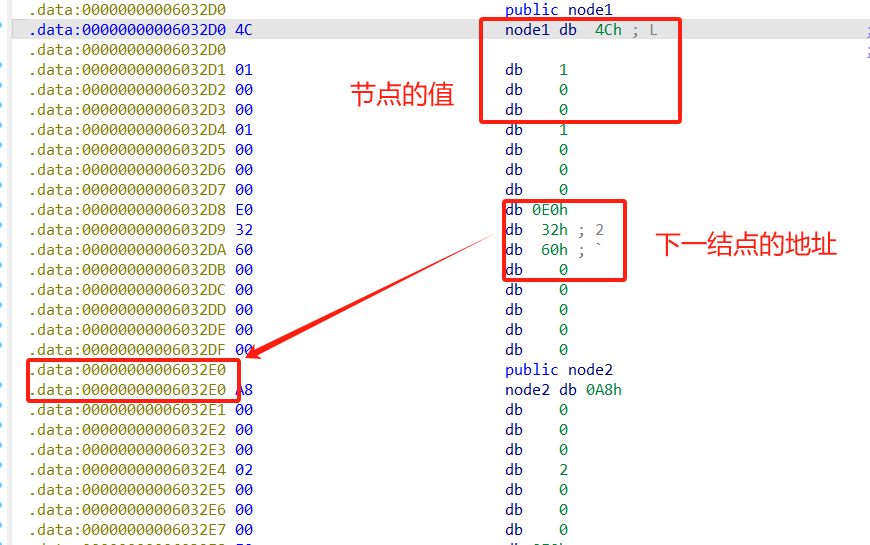 .data:00000000006032D0 public node1
.data:00000000006032D0 4C node1 db 4Ch ; L
.data:00000000006032D0
.data:00000000006032D1 01 db 1
.data:00000000006032D2 00 db 0
节点的值
.data:00000000006032D3 00 db 0
.data:00000000006032D4 01 db 1
.data:00000000006032D5 00 db 0
.data:00000000006032D6 00 db 0
.data:00000000006032D7 00 db 0
.data:00000000006032D8 E0 db 0E0h
.data:00000000006032D9 32 db 32h ; 2
下一结点的地址
.data:00000000006032DA 60 db 60h ; `
.data:00000000006032DB 00 db 0
.data:00000000006032DC 00 db 0
.data:00000000006032DD 00 db 0
.data:00000000006032DE 00 db 0
.data:00000000006032DF 00 db 0
.data:00000000006032E0 public node2
.data:00000000006032E0 A8 node2 db 0A8h
.data:00000000006032E1 00 db 0
.data:00000000006032E2 00 db 0
.data:00000000006032E3 00 db 0
.data:00000000006032E4 02 db 2
.data:00000000006032E5 00 db 0
.data:00000000006032E6 00 db 0
.data:00000000006032E7 00 db 0